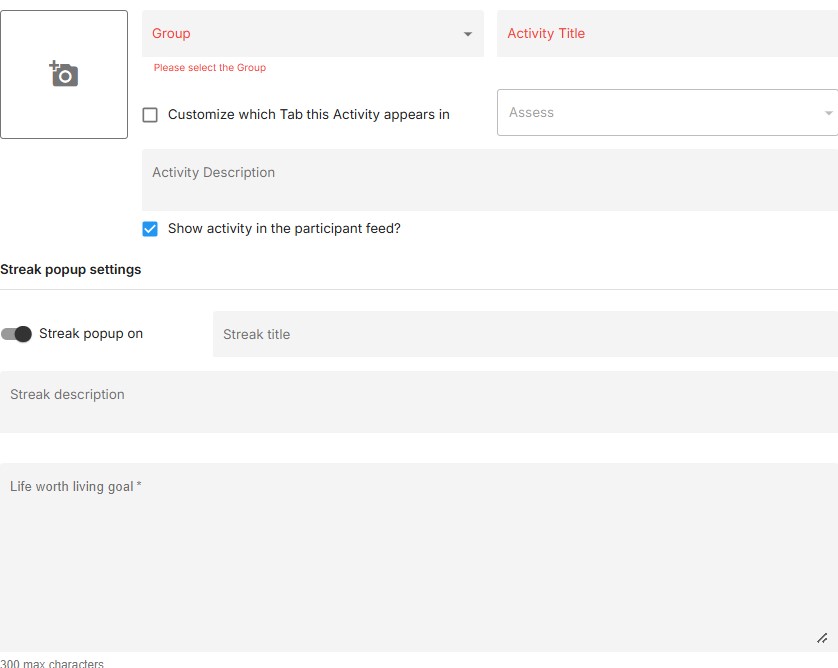 Group
Activity Title
Please select the Group
Customize which Tab this Activity appears in
Assess
Activity Description
Show activity in the participant feed?
Streak popup settings
Streak popup on
Streak title
Streak description
Life worth living goal *
300 max characters